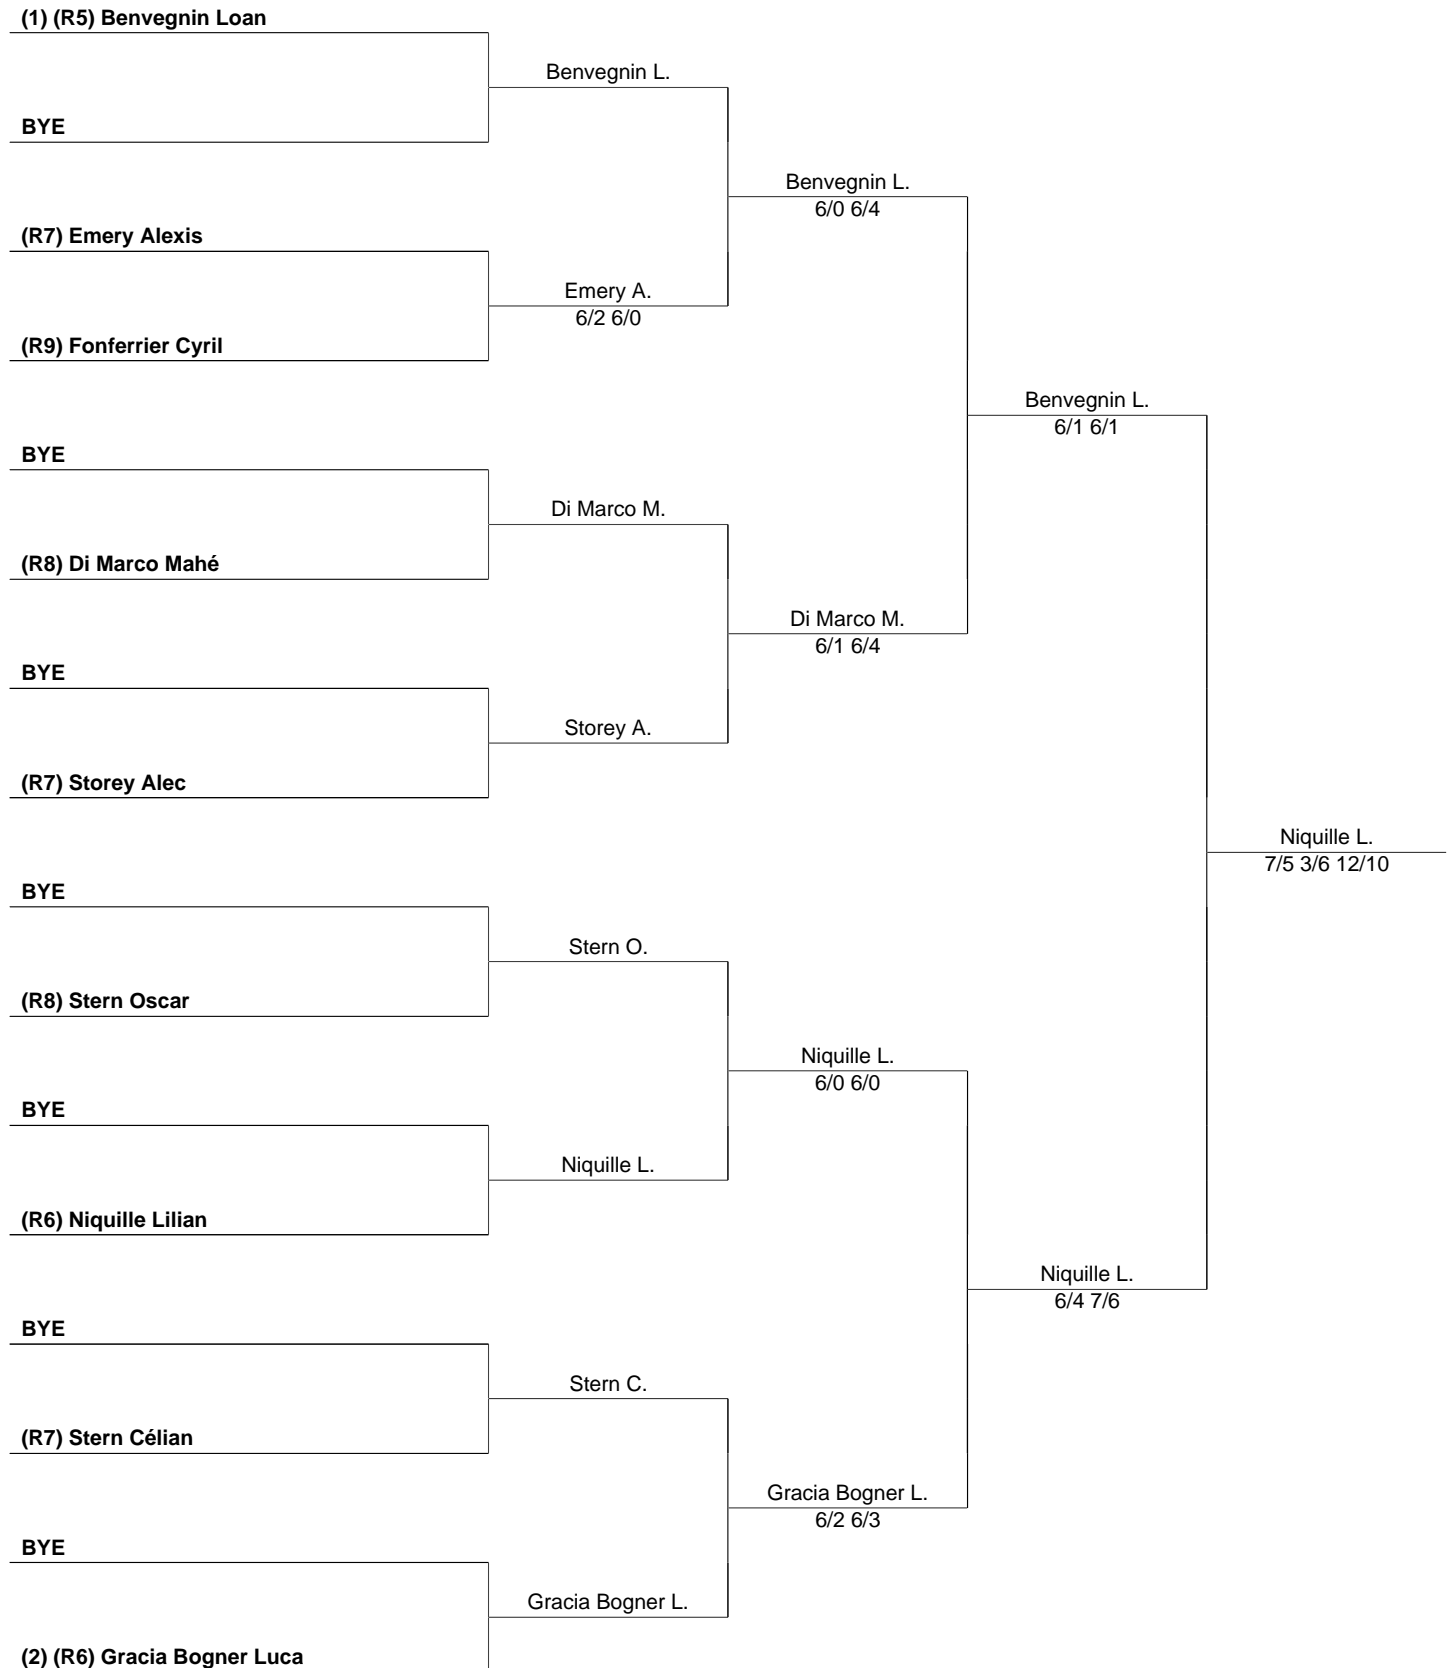 (1) (R5) Benvegnin Loan
Benvegnin L.
BYE
Benvegnin L.
6/0 6/4
(R7) Emery Alexis
Emery A.
6/2 6/0
(R9) Fonferrier Cyril
Benvegnin L.
6/1 6/1
BYE
Di Marco M.
(R8) Di Marco Mahé
Di Marco M.
6/1 6/4
BYE
Storey A.
(R7) Storey Alec
Niquille L.
7/5 3/6 12/10
BYE
Stern O.
(R8) Stern Oscar
Niquille L.
6/0 6/0
BYE
Niquille L.
(R6) Niquille Lilian
Niquille L.
6/4 7/6
BYE
Stern C.
(R7) Stern Célian
Gracia Bogner L.
6/2 6/3
BYE
Gracia Bogner L.
(2) (R6) Gracia Bogner Luca